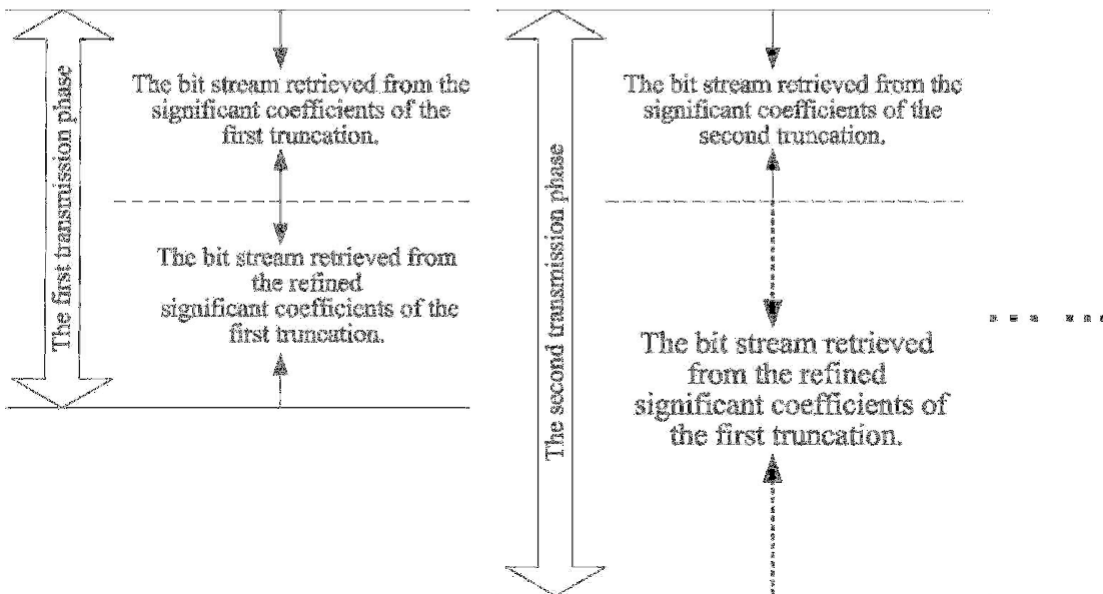 The first transmission phase
The bit stream retrieved from the
significant coefficients of the
first truncation.
The bit stream retrieved from
the refined
significant coefficients of the
first truncation.
The second transmission phase
The bit stream retrieved from the
significant coefficients of the
second truncation.
The bit stream retrieved
from the refined
significant coefficients of
the first truncation.
... ...